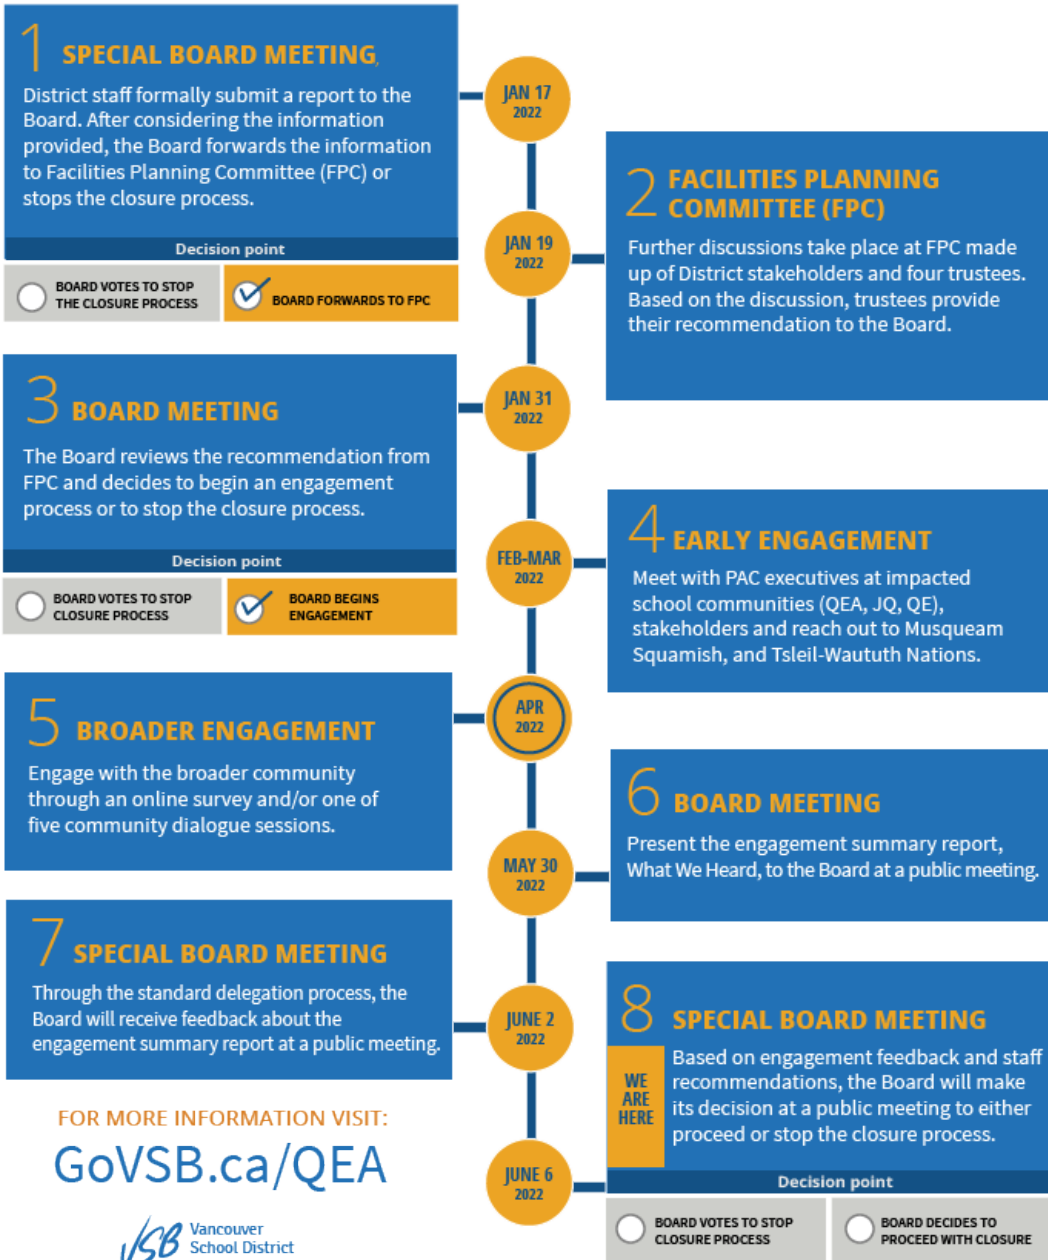 1 SPECIAL BOARD MEETING,
District staff formally submit a report to the
Board. After considering the information
provided, the Board forwards the information
to Facilities Planning Committee (FPC) or
stops the closure process.
Decision point
BOARD VOTES TO STOP
THE CLOSURE PROCESS
BOARD FORWARDS TO FPC
JAN 17
2022
JAN 19
2022
2 FACILITIES PLANNING
COMMITTEE (FPC)
Further discussions take place at FPC made
up of District stakeholders and four trustees.
Based on the discussion, trustees provide
their recommendation to the Board.
3 BOARD MEETING
The Board reviews the recommendation from
FPC and decides to begin an engagement
process or to stop the closure process.
Decision point
BOARD VOTES TO STOP
CLOSURE PROCESS
BOARD BEGINS
ENGAGEMENT
JAN 31
2022
FEB-MAR
2022
4 EARLY ENGAGEMENT
Meet with PAC executives at impacted
school communities (QEA, JQ, QE),
stakeholders and reach out to Musqueam
Squamish, and Tsleil-Waututh Nations.
5 BROADER ENGAGEMENT
Engage with the broader community
through an online survey and/or one of
five community dialogue sessions.
APR
2022
MAY 30
2022
6 BOARD MEETING
Present the engagement summary report,
What We Heard, to the Board at a public meeting.
7 SPECIAL BOARD MEETING
Through the standard delegation process, the
Board will receive feedback about the
engagement summary report at a public meeting.
JUNE 2
2022
JUNE 6
2022
8 SPECIAL BOARD MEETING
WE
ARE
HERE
Based on engagement feedback and staff
recommendations, the Board will make
its decision at a public meeting to either
proceed or stop the closure process.
Decision point
BOARD VOTES TO STOP
CLOSURE PROCESS
BOARD DECIDES TO
PROCEED WITH CLOSURE
FOR MORE INFORMATION VISIT:
GoVSB.ca/QEA
VSB Vancouver
School District